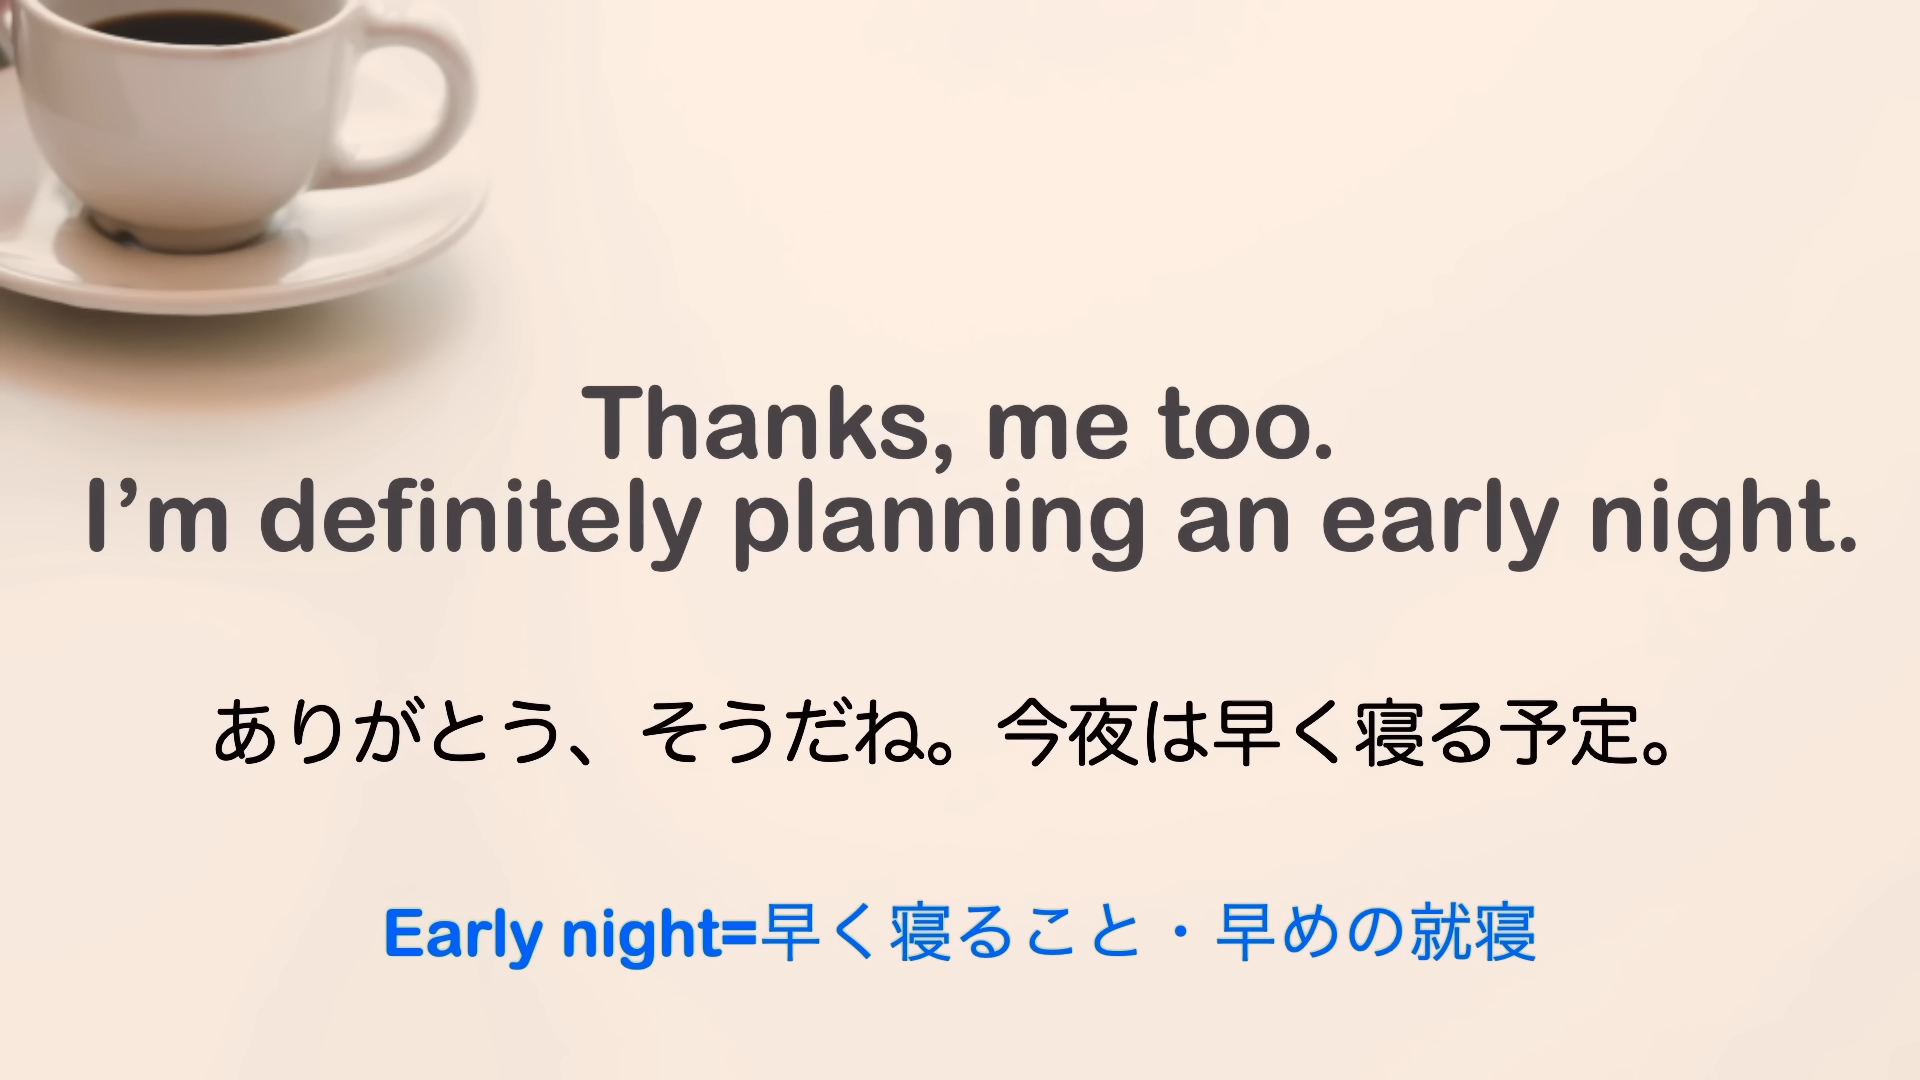 Thanks, me too.
I’m definitely planning an early night.
ありがとう、そうだね。今夜は早く寝る予定。
Early night=早く寝ること・早めの就寝